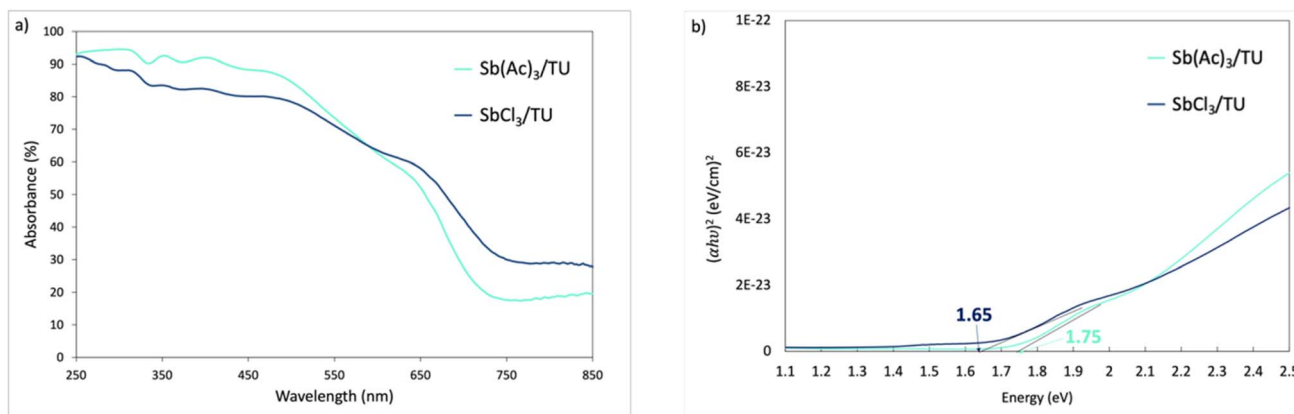 a)
100
90
80
70
60
50
40
30
20
10
0
Absorbance (%)
250
350
450
550
650
750
850
Wavelength (nm)
Sb(Ac)₃/TU
SbCl₃/TU
b)
1E-22
8E-23
6E-23
4E-23
2E-23
0
(αhυ)² (eV/cm)²
1.1 1.2 1.3 1.4 1.5 1.6 1.7 1.8 1.9 2 2.1 2.2 2.3 2.4 2.5
Energy (eV)
Sb(Ac)₃/TU
SbCl₃/TU
1.65
1.75